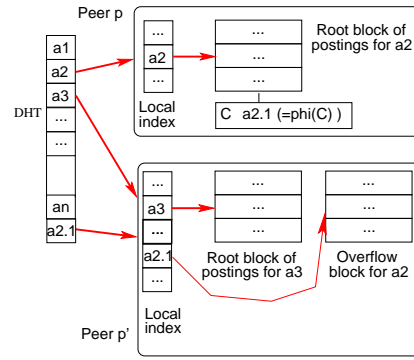 Peer p
DHT
a1
a2
a3
...
...
an
a2.1
...
a2
...
Local
index
...
...
...
Root block of
postings for a2
C a2.1 (=phi(C) )
...
a3
...
a2.1
...
Local
index
...
...
...
Root block of
postings for a3
...
...
...
Overflow
block for a2
Peer p'